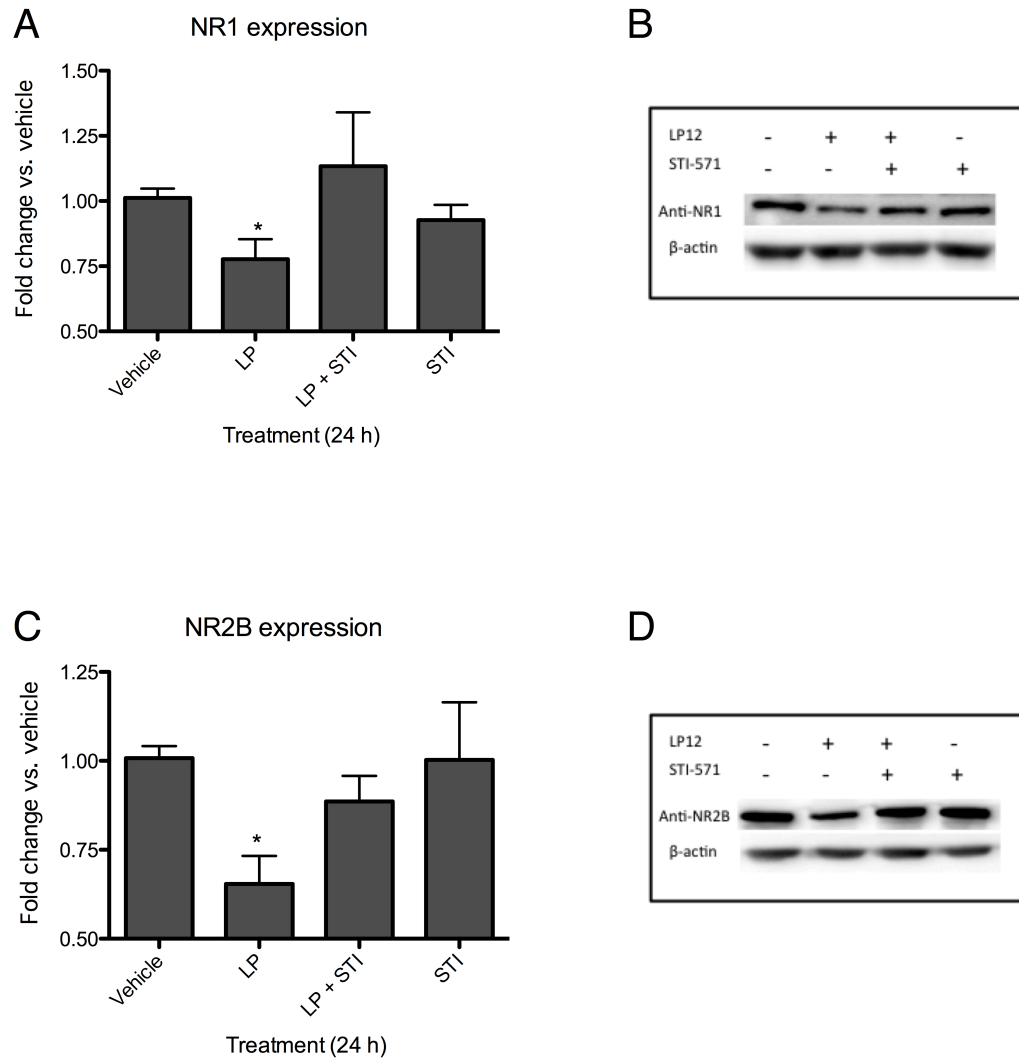 A
NR1 expression
Fold change vs. vehicle
1.50
1.25
1.00
0.75
0.50
*
Vehicle
LP
LP + STI
STI
Treatment (24 h)
B
LP12 - + + -
STI-571 - - + +
Anti-NR1
β-actin
C
NR2B expression
Fold change vs. vehicle
1.25
1.00
0.75
0.50
*
Vehicle
LP
LP + STI
STI
Treatment (24 h)
D
LP12 - + + -
STI-571 - - + +
Anti-NR2B
β-actin